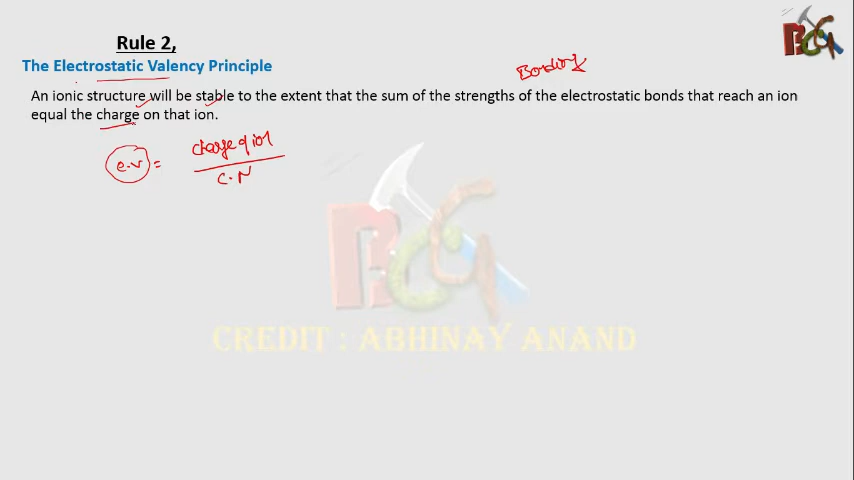 Rule 2,
The Electrostatic Valency Principle
Bonding
An ionic structure will be stable to the extent that the sum of the strengths of the electrostatic bonds that reach an ion
equal the charge on that ion.
e.v = charge of ion
C.N
BCG
CREDIT : ABHINAY ANAND